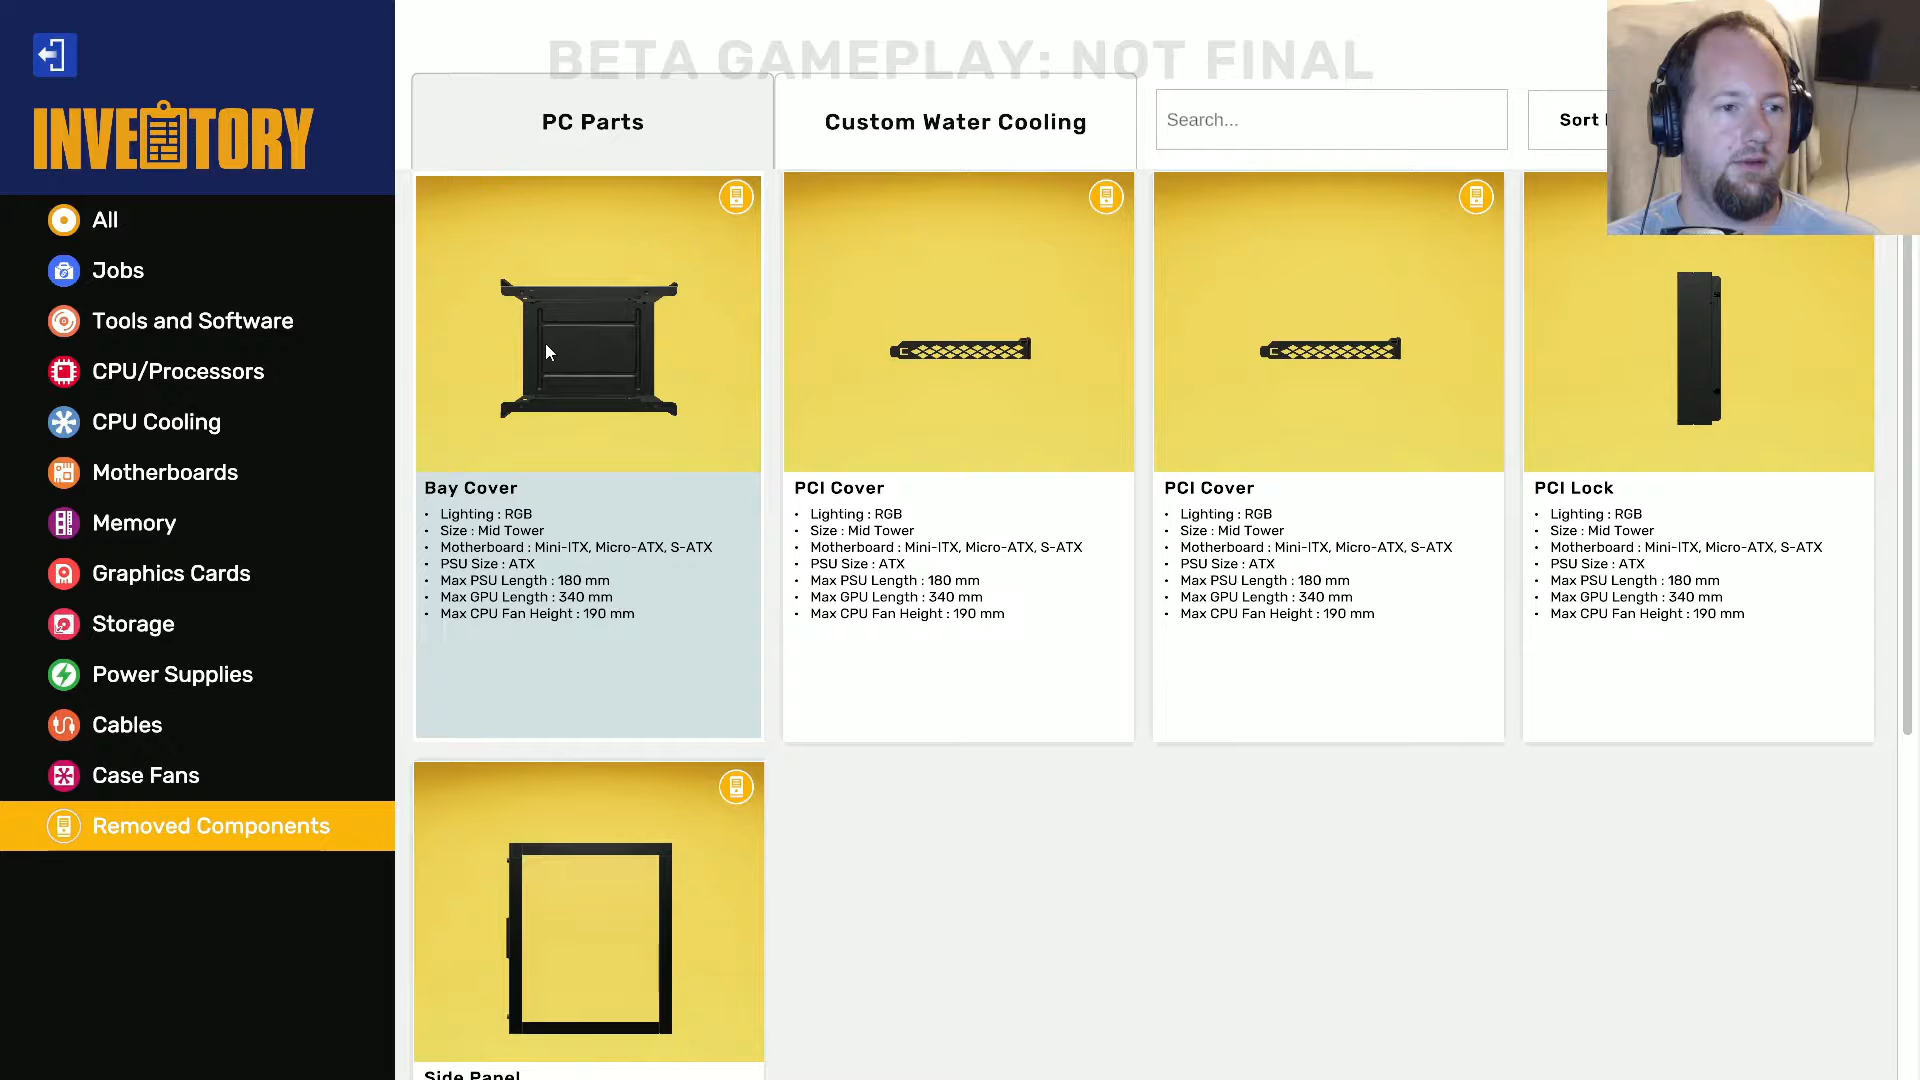 BETA GAMEPLAY: NOT FINAL
INVENTORY
PC Parts
Custom Water Cooling
Search...
Sort
All
Jobs
Tools and Software
CPU/Processors
CPU Cooling
Motherboards
Memory
Graphics Cards
Storage
Power Supplies
Cables
Case Fans
Removed Components
Bay Cover
• Lighting : RGB
• Size : Mid Tower
• Motherboard : Mini-ITX, Micro-ATX, S-ATX
• PSU Size : ATX
• Max PSU Length : 180 mm
• Max GPU Length : 340 mm
• Max CPU Fan Height : 190 mm
PCI Cover
• Lighting : RGB
• Size : Mid Tower
• Motherboard : Mini-ITX, Micro-ATX, S-ATX
• PSU Size : ATX
• Max PSU Length : 180 mm
• Max GPU Length : 340 mm
• Max CPU Fan Height : 190 mm
PCI Cover
• Lighting : RGB
• Size : Mid Tower
• Motherboard : Mini-ITX, Micro-ATX, S-ATX
• PSU Size : ATX
• Max PSU Length : 180 mm
• Max GPU Length : 340 mm
• Max CPU Fan Height : 190 mm
PCI Lock
• Lighting : RGB
• Size : Mid Tower
• Motherboard : Mini-ITX, Micro-ATX, S-ATX
• PSU Size : ATX
• Max PSU Length : 180 mm
• Max GPU Length : 340 mm
• Max CPU Fan Height : 190 mm
Side Panel